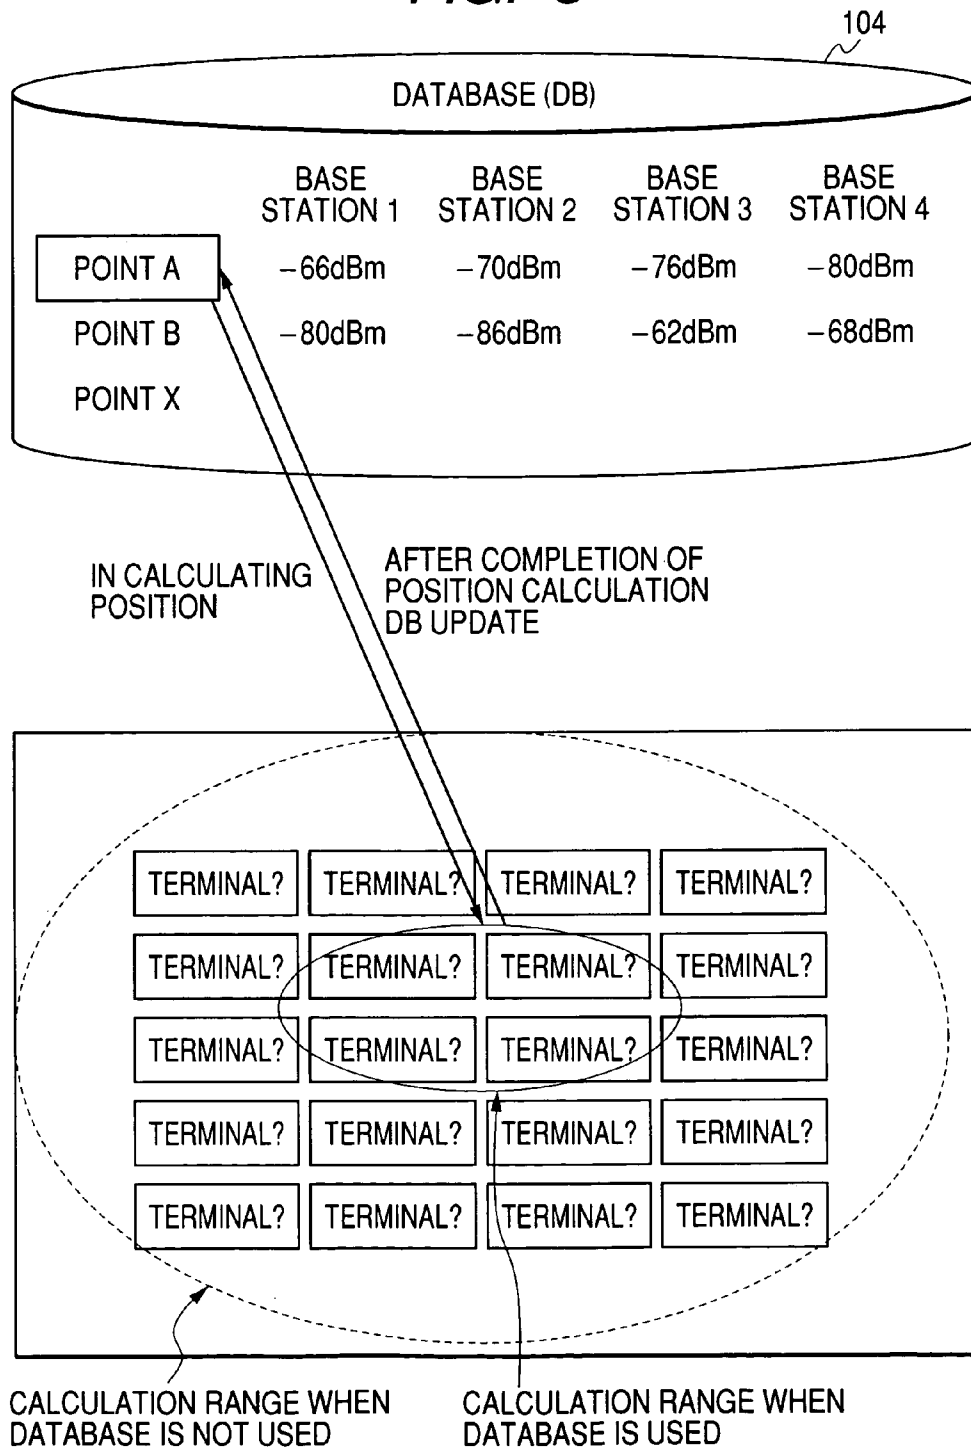 104
DATABASE (DB)
BASE STATION 1 BASE STATION 2 BASE STATION 3 BASE STATION 4
POINT A −66dBm −70dBm −76dBm −80dBm
POINT B −80dBm −86dBm −62dBm −68dBm
POINT X
IN CALCULATING
POSITION
AFTER COMPLETION OF
POSITION CALCULATION
DB UPDATE
TERMINAL? TERMINAL? TERMINAL? TERMINAL?
TERMINAL? TERMINAL? TERMINAL? TERMINAL?
TERMINAL? TERMINAL? TERMINAL? TERMINAL?
TERMINAL? TERMINAL? TERMINAL? TERMINAL?
TERMINAL? TERMINAL? TERMINAL? TERMINAL?
CALCULATION RANGE WHEN
DATABASE IS NOT USED
CALCULATION RANGE WHEN
DATABASE IS USED